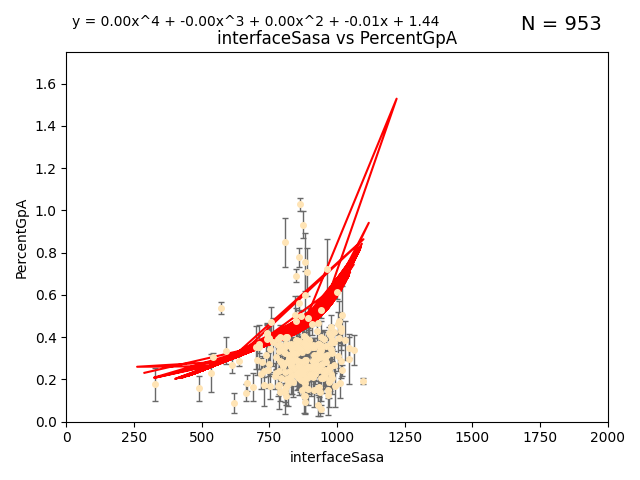 y = 0.00x^4 + -0.00x^3 + 0.00x^2 + -0.01x + 1.44
N = 953
interfaceSasa vs PercentGpA
PercentGpA
1.6
1.4
1.2
1.0
0.8
0.6
0.4
0.2
0.0
0 250 500 750 1000 1250 1500 1750 2000
interfaceSasa